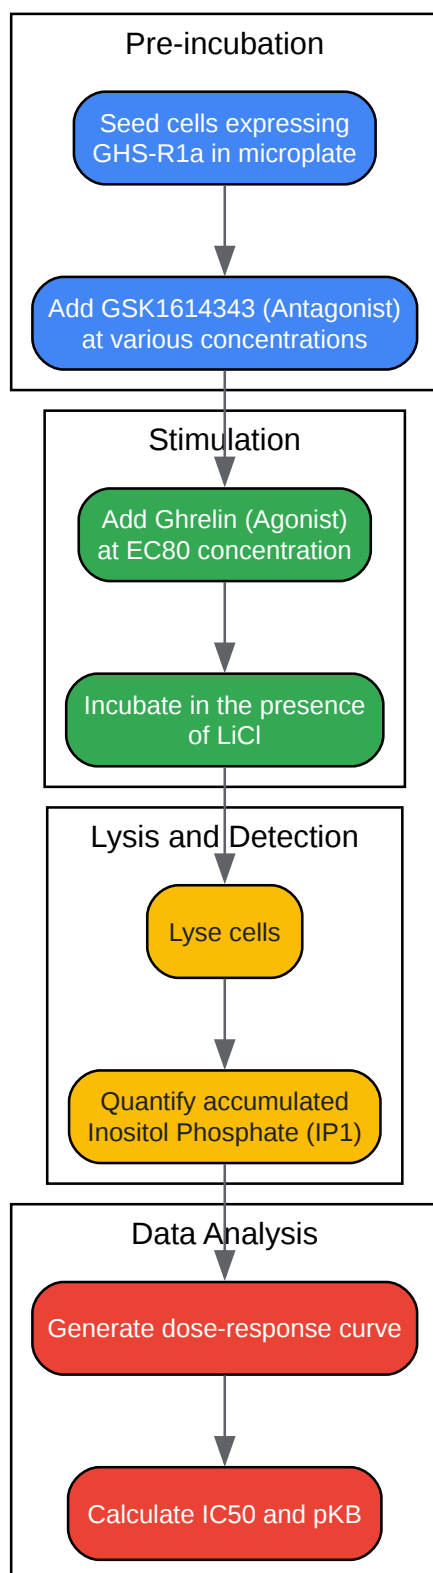 Pre-incubation
Seed cells expressing
GHS-R1a in microplate
Add GSK1614343 (Antagonist)
at various concentrations
Stimulation
Add Ghrelin (Agonist)
at EC80 concentration
Incubate in the presence
of LiCl
Lysis and Detection
Lyse cells
Quantify accumulated
Inositol Phosphate (IP1)
Data Analysis
Generate dose-response curve
Calculate IC50 and pKB